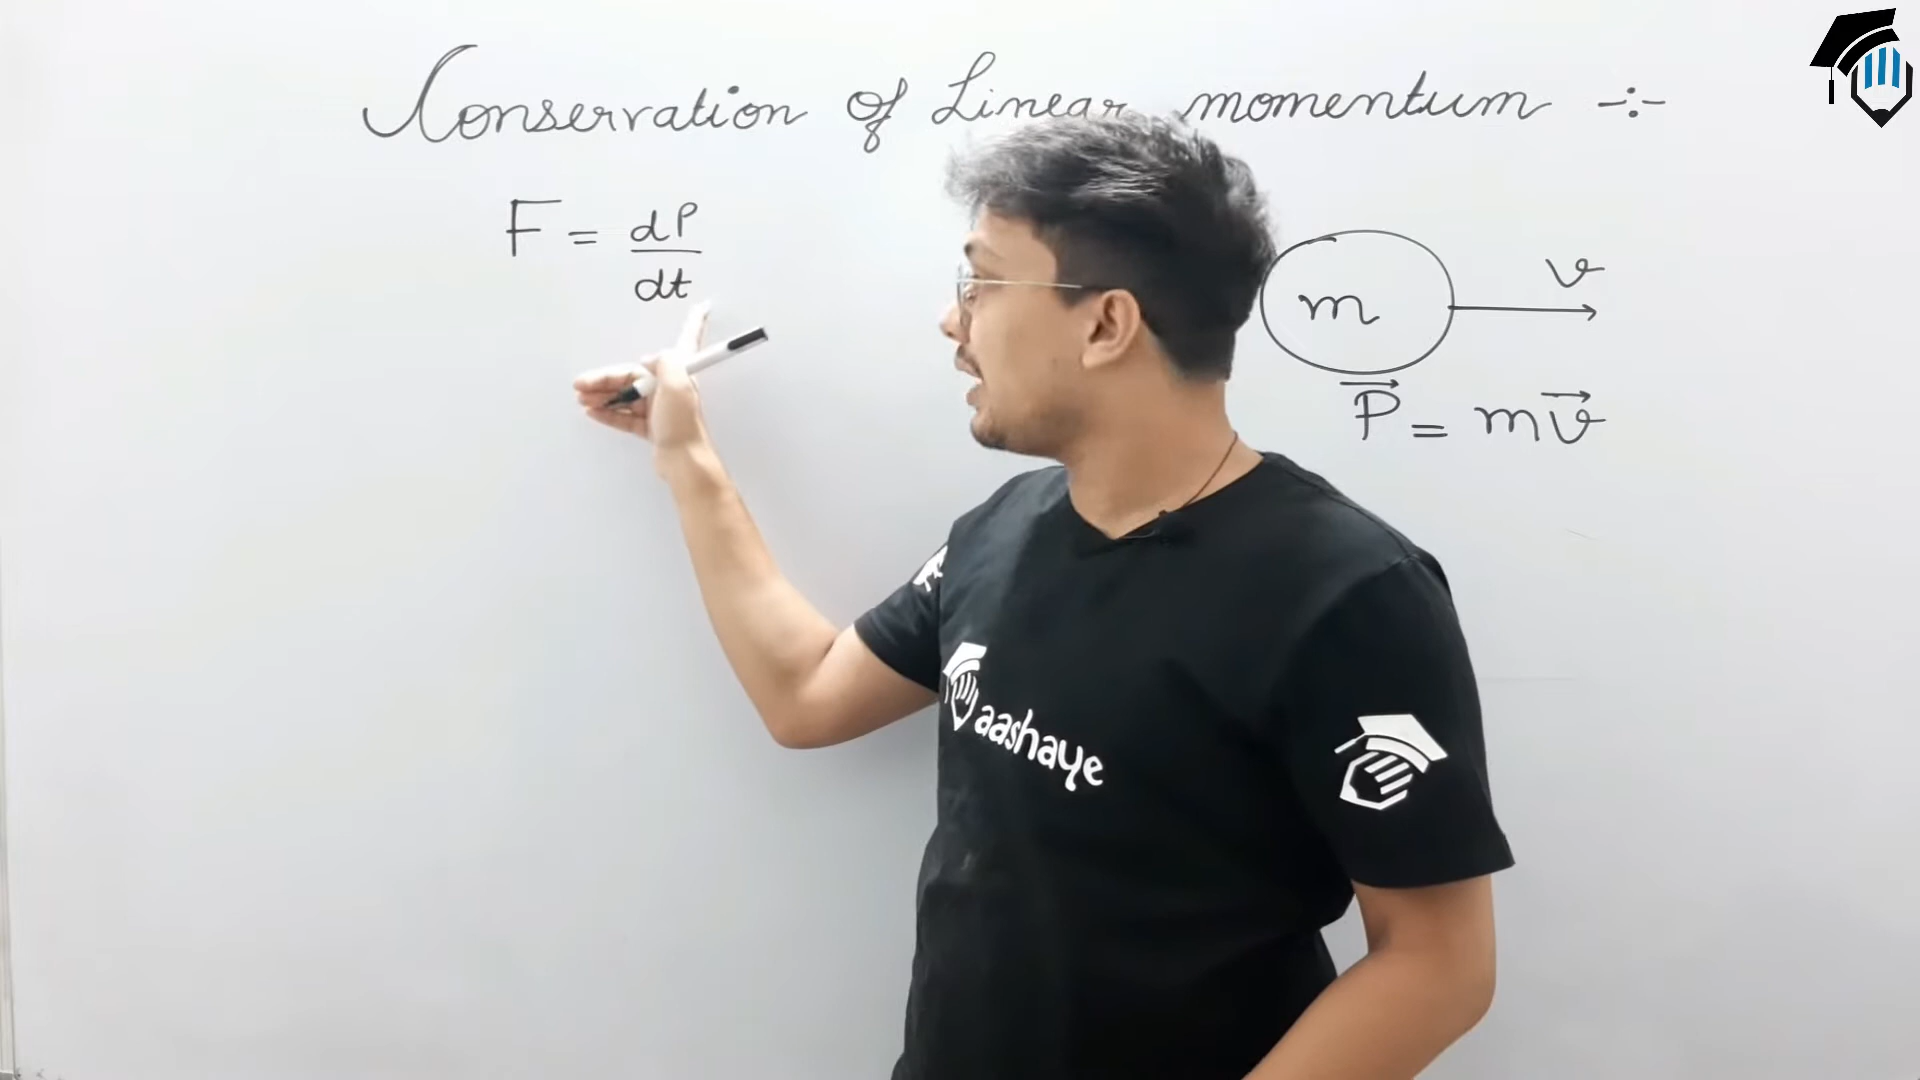 Conservation of Linear momentum ÷
F = dP
dt
m
v
P⃗ = mv⃗
aashaye